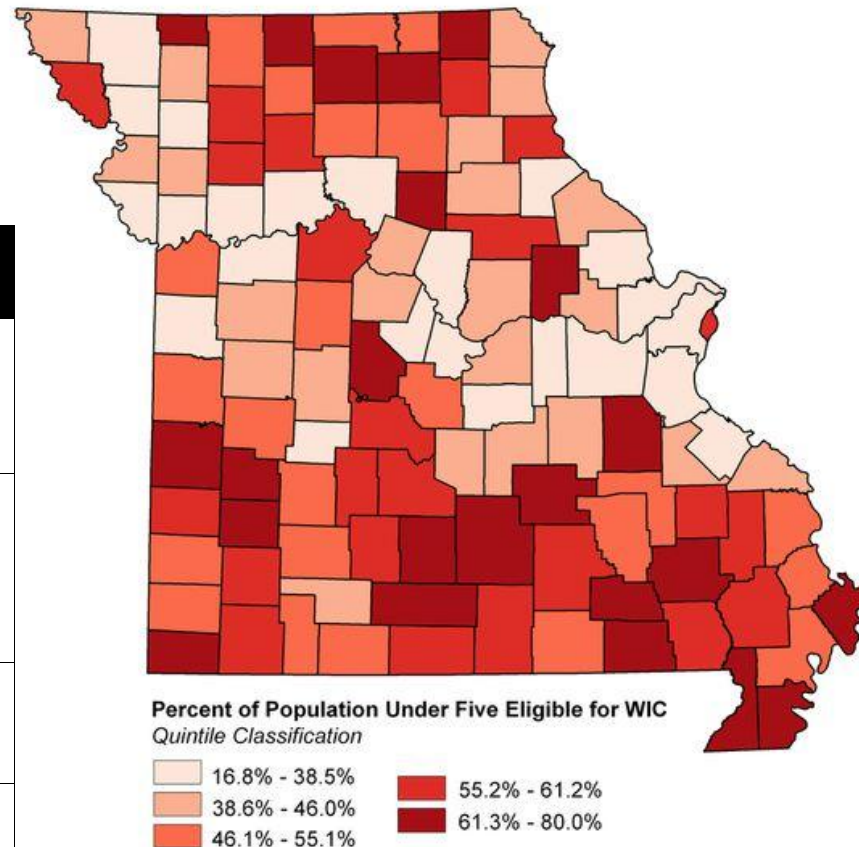 Percent of Population Under Five Eligible for WIC
Quintile Classification
16.8% - 38.5%
38.6% - 46.0%
46.1% - 55.1%
55.2% - 61.2%
61.3% - 80.0%